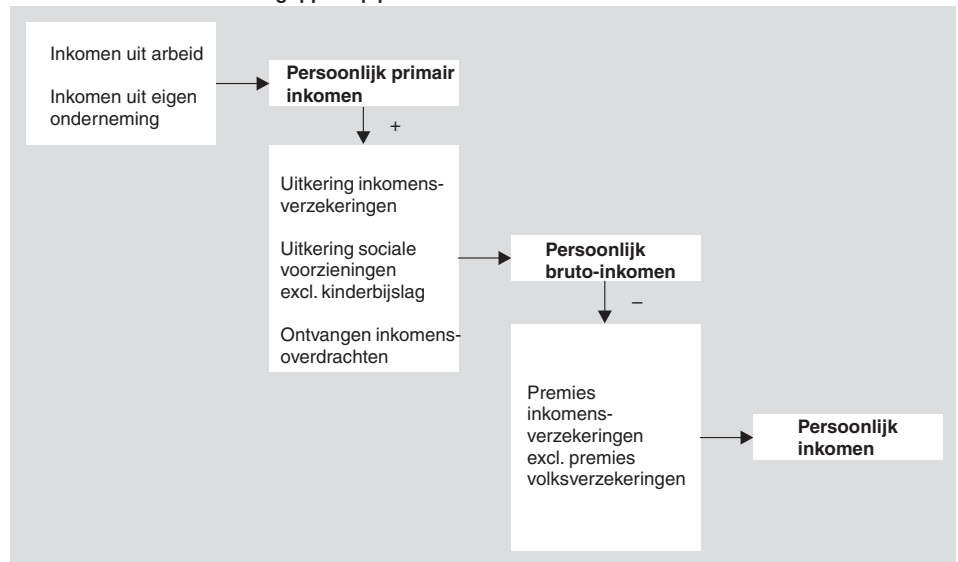 Inkomen uit arbeid
Inkomen uit eigen
onderneming
Persoonlijk primair
inkomen
+
Uitkering inkomens-
verzekeringen
Uitkering sociale
voorzieningen
excl. kinderbijslag
Ontvangen inkomens-
overdrachten
Persoonlijk
bruto-inkomen
–
Premies
inkomens-
verzekeringen
excl. premies
volksverzekeringen
Persoonlijk
inkomen